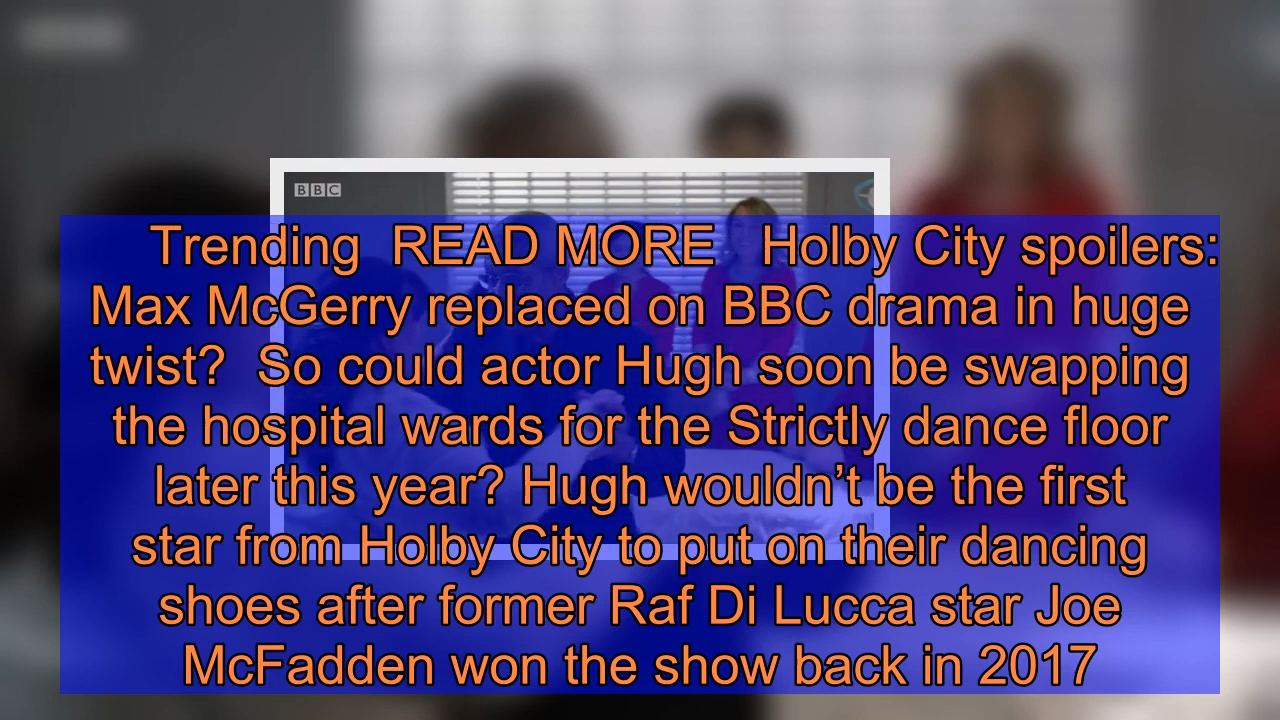 BBC
Trending READ MORE Holby City spoilers:
Max McGerry replaced on BBC drama in huge
twist? So could actor Hugh soon be swapping
the hospital wards for the Strictly dance floor
later this year? Hugh wouldn’t be the first
star from Holby City to put on their dancing
shoes after former Raf Di Lucca star Joe
McFadden won the show back in 2017